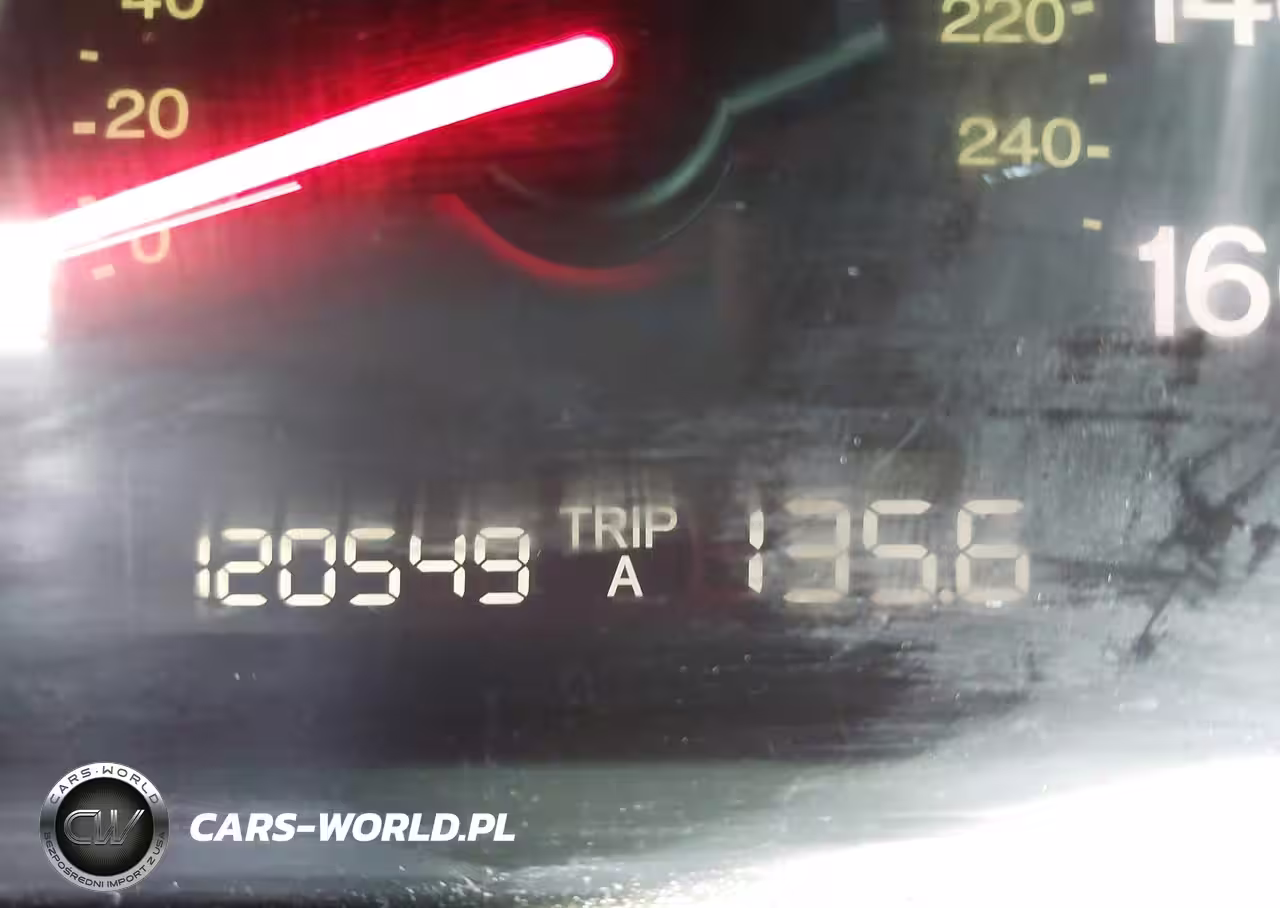 40
20
0
220
240
14
16
120549
TRIP
A
135.6
CARS-WORLD
CW
BEZPOŚREDNI IMPORT Z USA
CARS-WORLD.PL